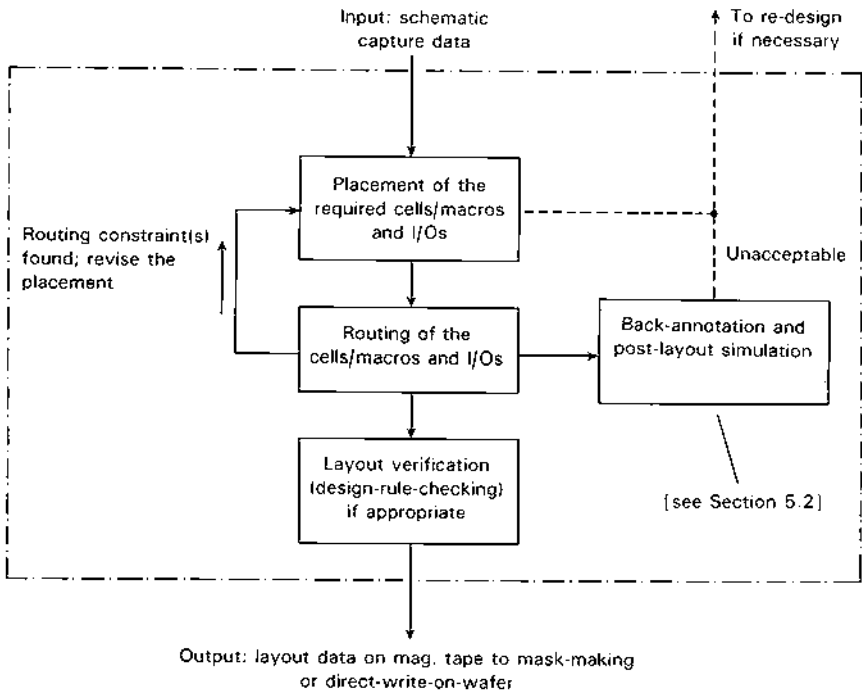 Input: schematic
capture data
To re-design
if necessary
Placement of the
required cells/macros
and I/Os
Routing constraint(s)
found; revise the
placement
Unacceptable
Routing of the
cells/macros and I/Os
Back-annotation and
post-layout simulation
Layout verification
(design-rule-checking)
if appropriate
[see Section 5.2]
Output: layout data on mag. tape to mask-making
or direct-write-on-wafer